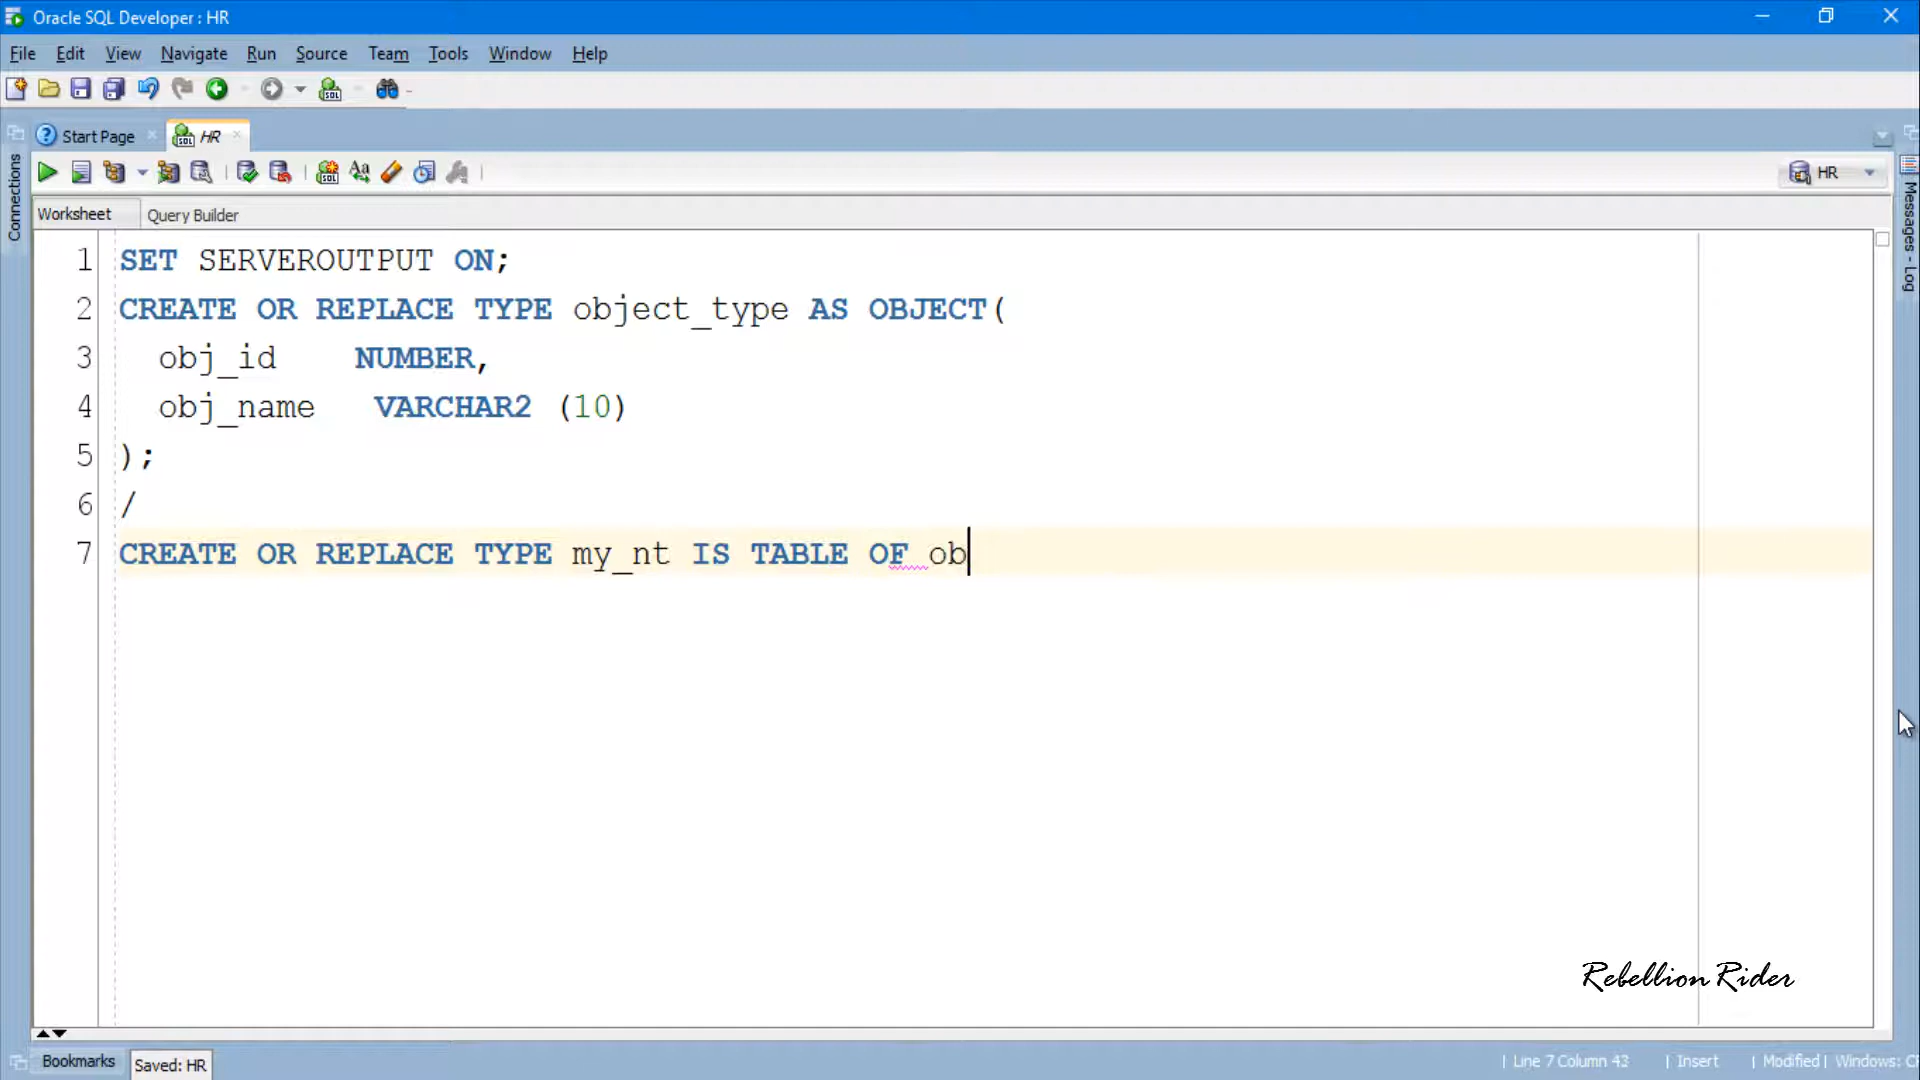 Oracle SQL Developer : HR
File Edit View Navigate Run Source Team Tools Window Help
Start Page HR
HR
Connections
Messages - Log
Worksheet Query Builder
1 SET SERVEROUTPUT ON;
2 CREATE OR REPLACE TYPE object_type AS OBJECT(
3 obj_id NUMBER,
4 obj_name VARCHAR2 (10)
5 );
6 /
7 CREATE OR REPLACE TYPE my_nt IS TABLE OF ob
Rebellion Rider
Bookmarks Saved: HR
Line 7 Column 43 | Insert | Modified | Windows: C